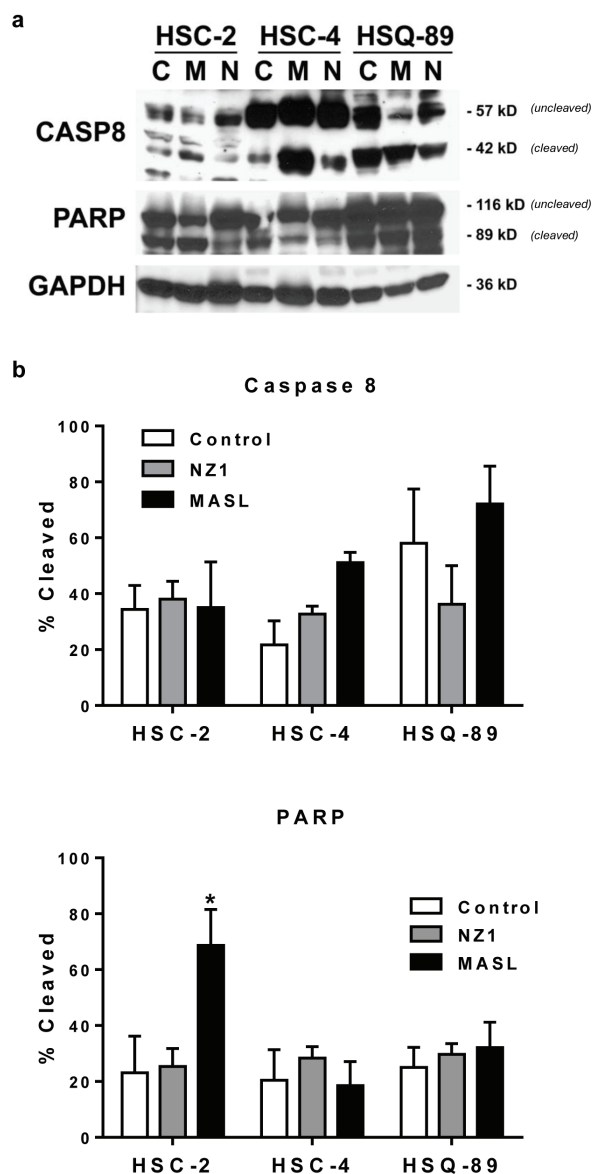 a
HSC-2 HSC-4 HSQ-89
C M N C M N C M N
CASP8
- 57 kD (uncleaved)
- 42 kD (cleaved)
PARP
- 116 kD (uncleaved)
- 89 kD (cleaved)
GAPDH
- 36 kD
b
Caspase 8
% Cleaved
100
80
60
40
20
0
Control
NZ1
MASL
HSC-2 HSC-4 HSQ-89
PARP
% Cleaved
100
80
60
40
20
0
*
Control
NZ1
MASL
HSC-2 HSC-4 HSQ-89